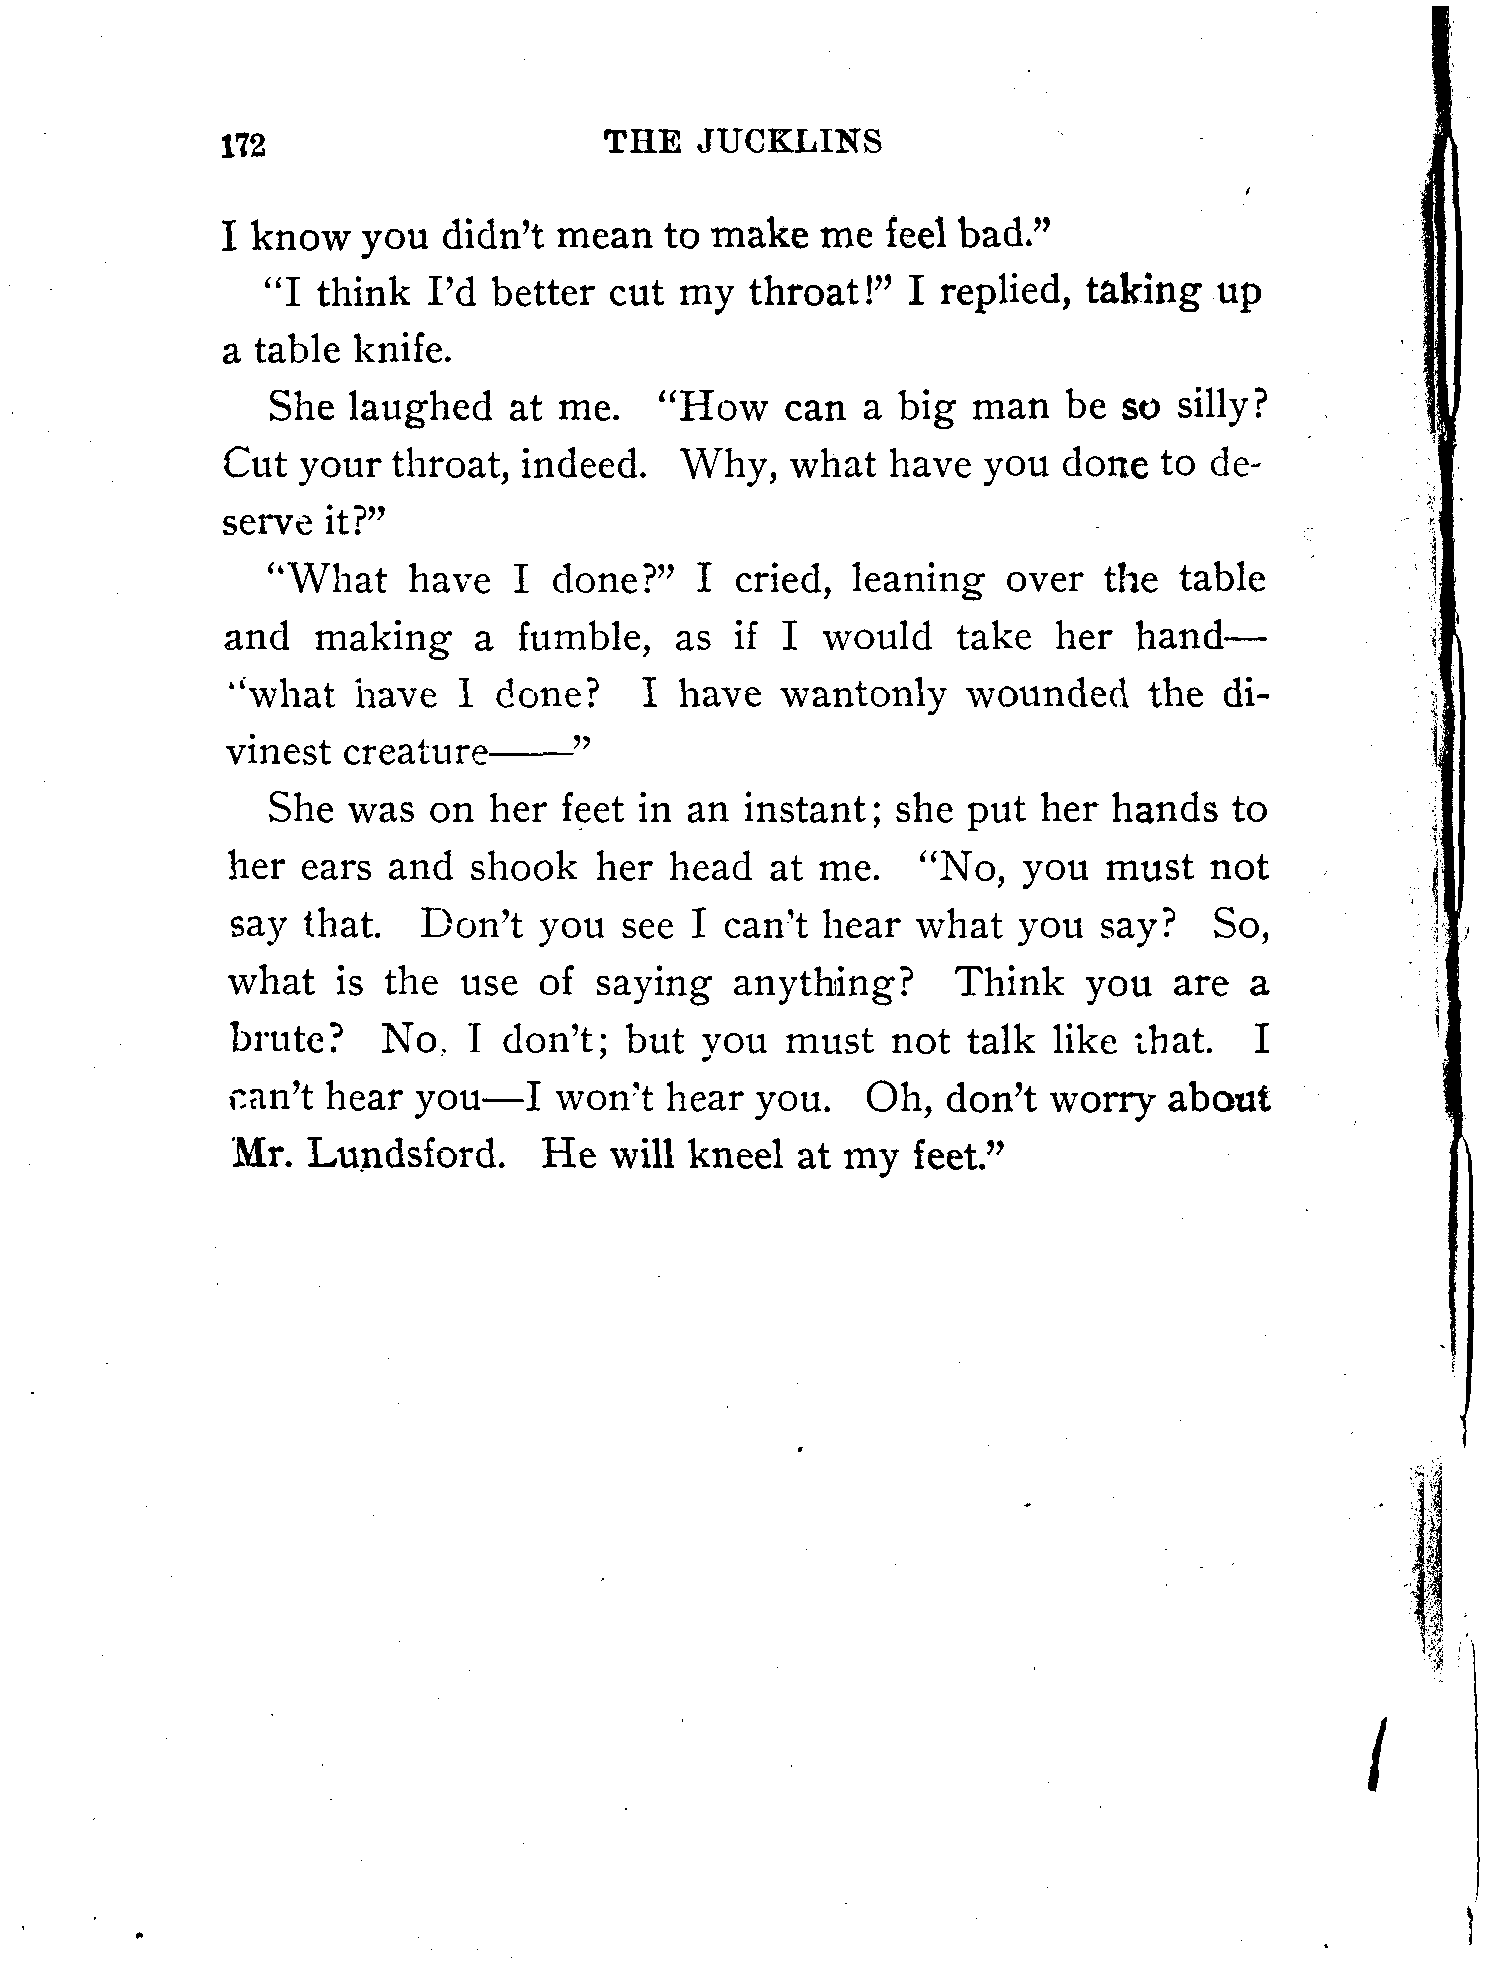 172 THE JUCKLINS
I know you didn't mean to make me feel bad."
"I think I'd better cut my throat!" I replied, taking up
a table knife.
She laughed at me. "How can a big man be so silly?
Cut your throat, indeed. Why, what have you done to de-
serve it?"
"What have I done?" I cried, leaning over the table
and making a fumble, as if I would take her hand—
"what have I done? I have wantonly wounded the di-
vinest creature——"
She was on her feet in an instant; she put her hands to
her ears and shook her head at me. "No, you must not
say that. Don't you see I can't hear what you say? So,
what is the use of saying anything? Think you are a
brute? No, I don't; but you must not talk like that. I
can't hear you—I won't hear you. Oh, don't worry about
Mr. Lundsford. He will kneel at my feet."